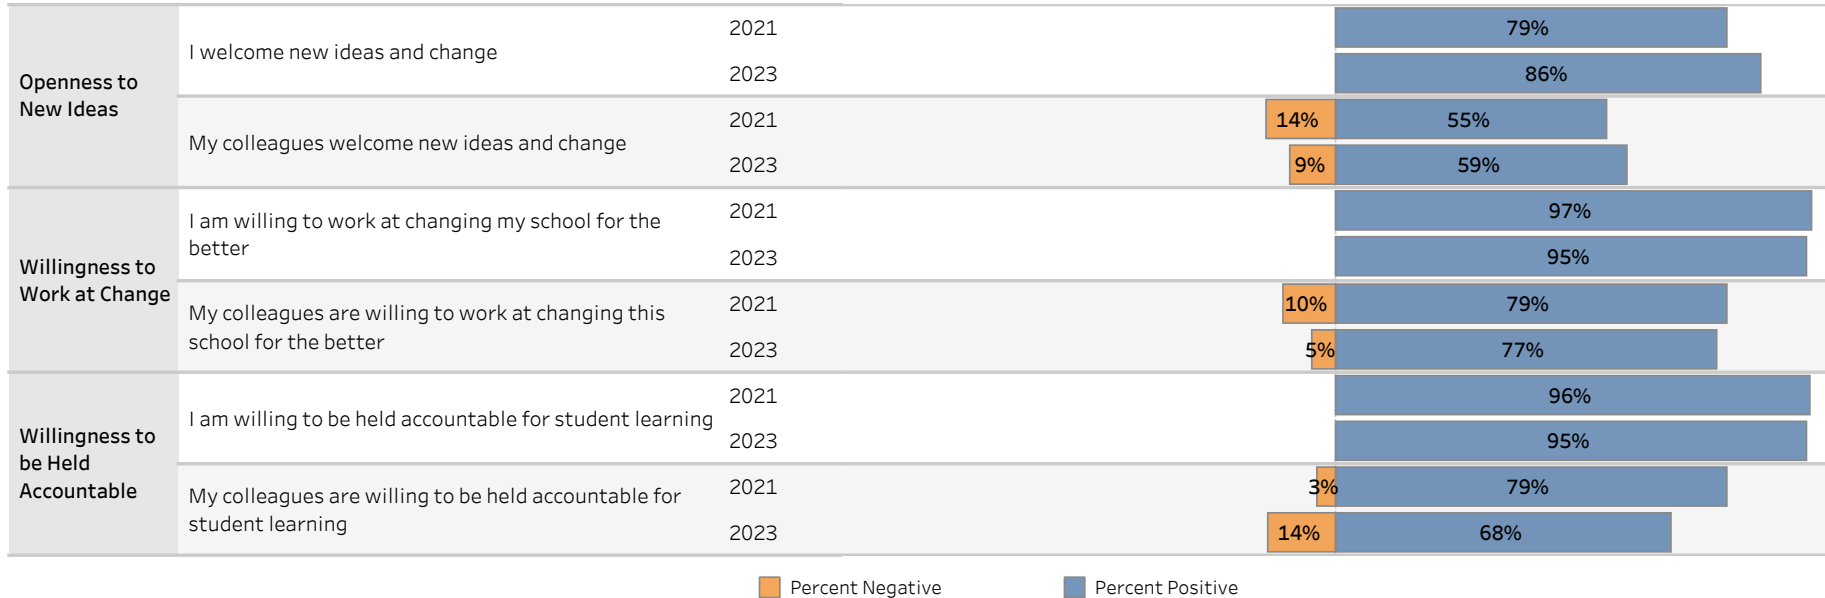 Openness to
New Ideas
I welcome new ideas and change
2021
79%
2023
86%
My colleagues welcome new ideas and change
2021
14%
55%
2023
9%
59%
Willingness to
Work at Change
I am willing to work at changing my school for the
better
2021
97%
2023
95%
My colleagues are willing to work at changing this
school for the better
2021
10%
79%
2023
5%
77%
Willingness to
be Held
Accountable
I am willing to be held accountable for student learning
2021
96%
2023
95%
My colleagues are willing to be held accountable for
student learning
2021
3%
79%
2023
14%
68%
Percent Negative
Percent Positive